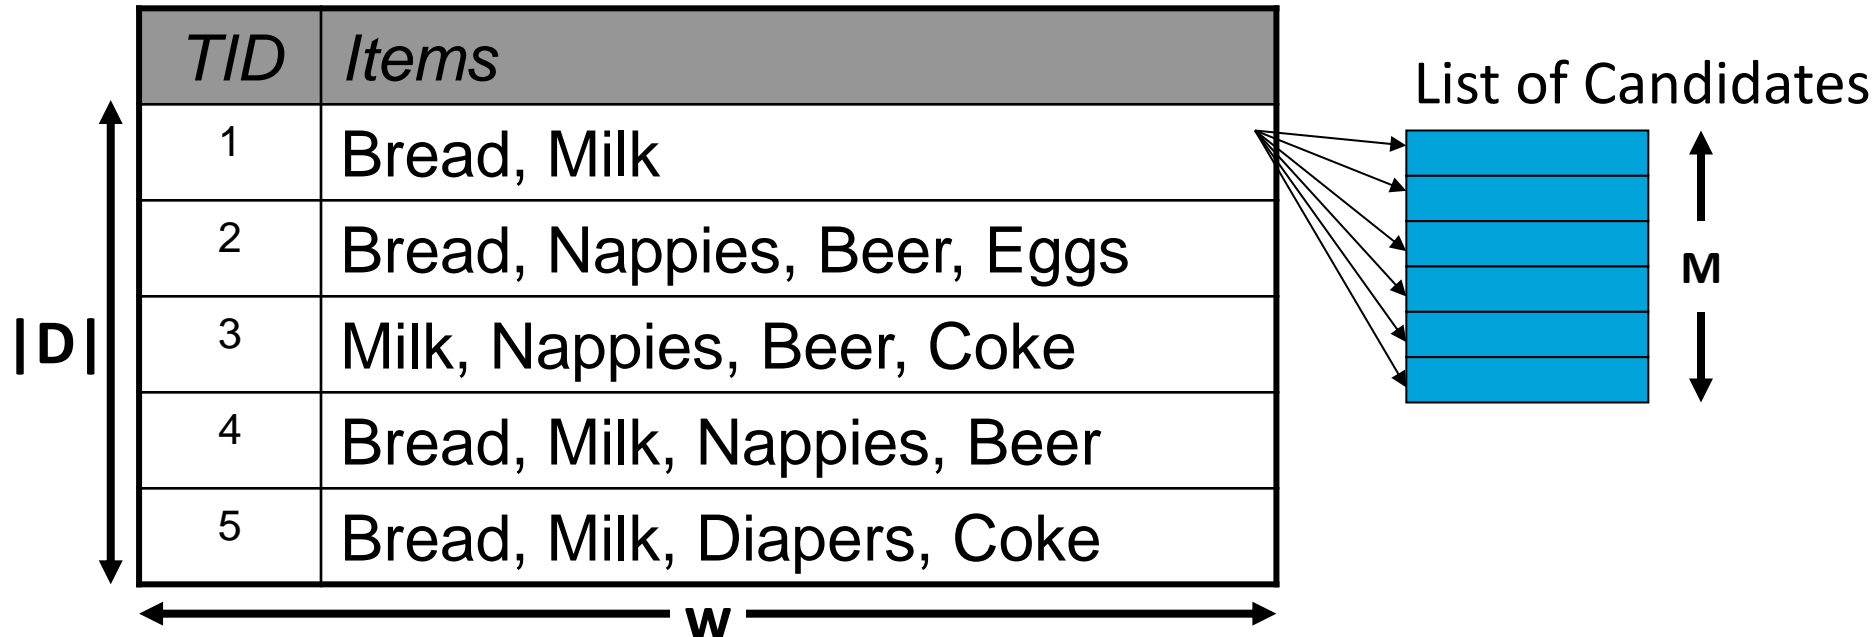 TID Items
List of Candidates
1 Bread, Milk
2 Bread, Nappies, Beer, Eggs
M
|D|
3 Milk, Nappies, Beer, Coke
4 Bread, Milk, Nappies, Beer
5 Bread, Milk, Diapers, Coke
w